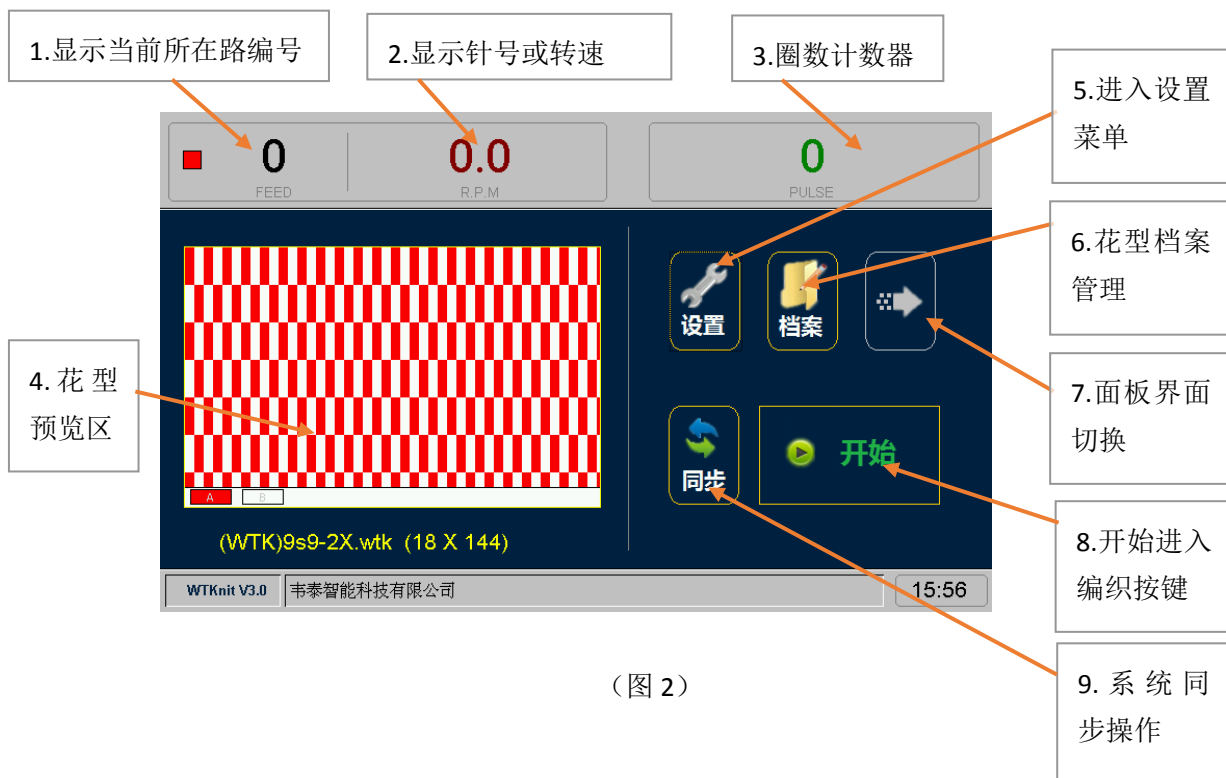 1.显示当前所在路编号
2.显示针号或转速
3.圈数计数器
5.进入设置
菜单
0
FEED
0.0
R.P.M
0
PULSE
6.花型档案
管理
设置
档案
4.花型
预览区
7.面板界面
切换
同步
开始
A
B
(WTK)9s9-2X.wtk (18 X 144)
8.开始进入
编织按键
WTKnit V3.0
韦泰智能科技有限公司
15:56
9.系统同
步操作
（图 2）